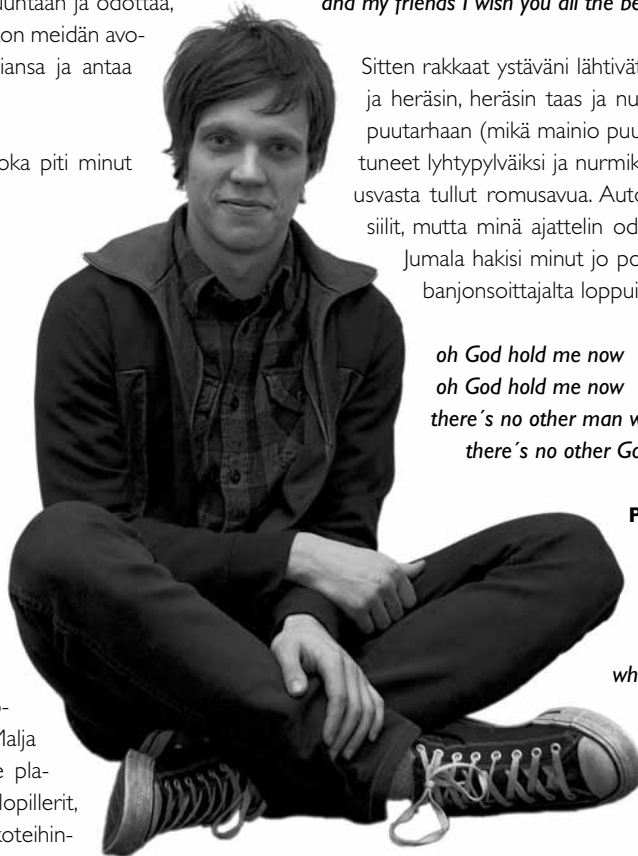 uuntaan ja odottaa,
kon meidän avo-
iansa ja antaa
oka piti minut
o-
Malja
e pla-
lopillerit,
koteihin-
and my friends I wish you all the be
Sitten rakkaat ystäväni lähtivät
ja heräsin, heräsin taas ja nu
puutarhaan (mikä mainio puu
tuneet lyhtypylväiksi ja nurmik
usvasta tullut romusavua. Auto
siilit, mutta minä ajattelin od
Jumala hakisi minut jo po
banjonsoittajalta loppui
oh God hold me now
oh God hold me now
there´s no other man w
there´s no other Go
P
wh